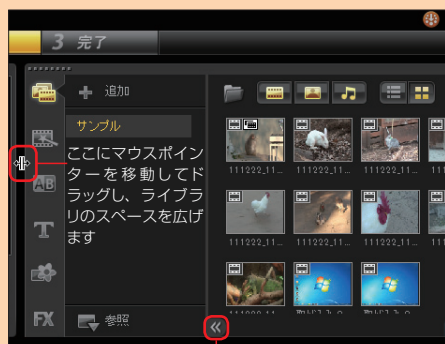 3 完了
追加
サンプル
ここにマウスポイン
ターを移動してド
ラッグし、ライブラ
リのスペースを広げ
ます
111222_11...
111222_11...
111222_11...
111222_11...
111222_11...
111222_11...
AB
T
FX
参照